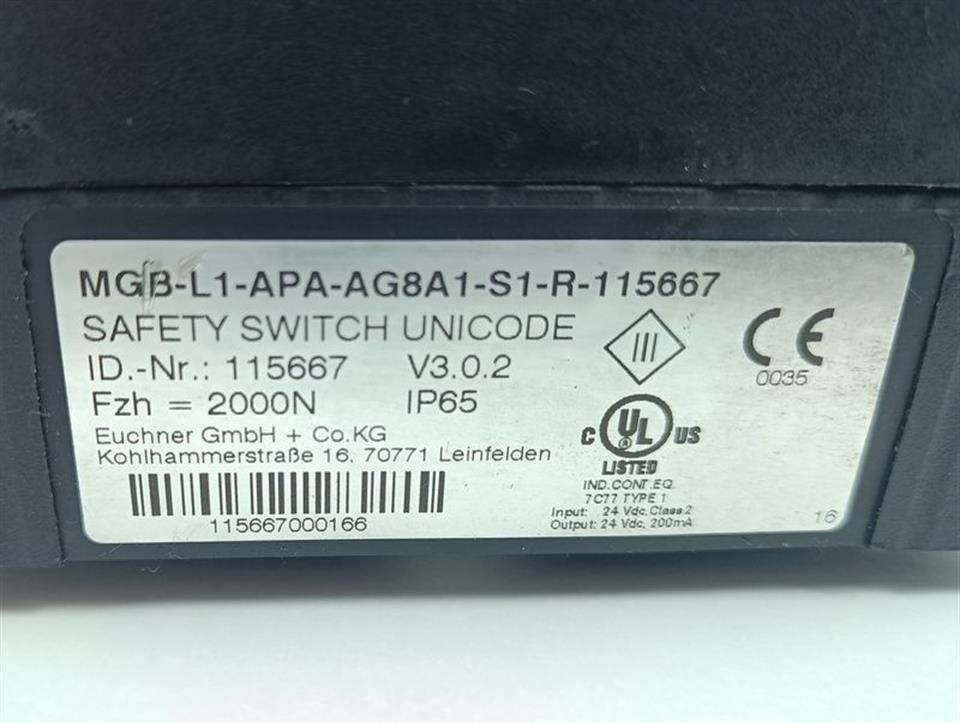 MGB-L1-APA-AG8A1-S1-R-115667
SAFETY SWITCH UNICODE
ID.-Nr.: 115667 V3.0.2
Fzh = 2000N IP65
Euchner GmbH + Co.KG
Kohlhammerstraße 16, 70771 Leinfelden
115667000166
III
CE
0035
C UL US
®
LISTED
IND.CONT.EQ.
7C77 TYPE 1
Input: 24 Vdc, Class 2
Output: 24 Vdc, 200mA
16